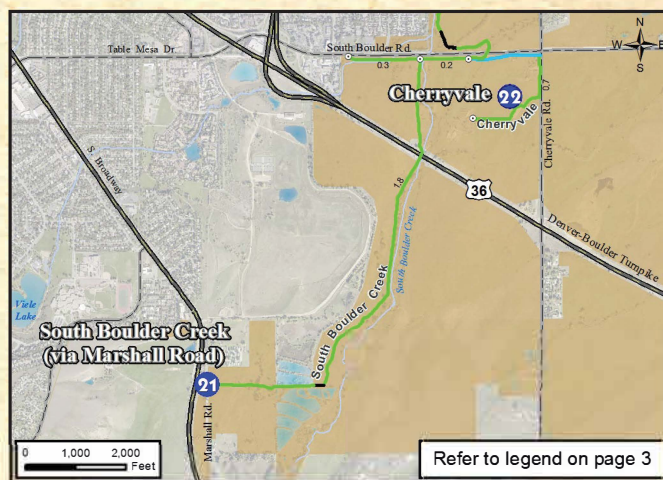 N
W E
S
Table Mesa Dr.
South Boulder Rd.
0.3
0.2
Cherryvale 22
Cherryvale
0.7
Cherryvale Rd.
S. Broadway
36
1.8
South Boulder Creek
Denver-Boulder Turnpike
Viele
Lake
South Boulder Creek
(via Marshall Road)
South Boulder Creek
21
Marshall Rd.
0 1,000 2,000
Feet
Refer to legend on page 3